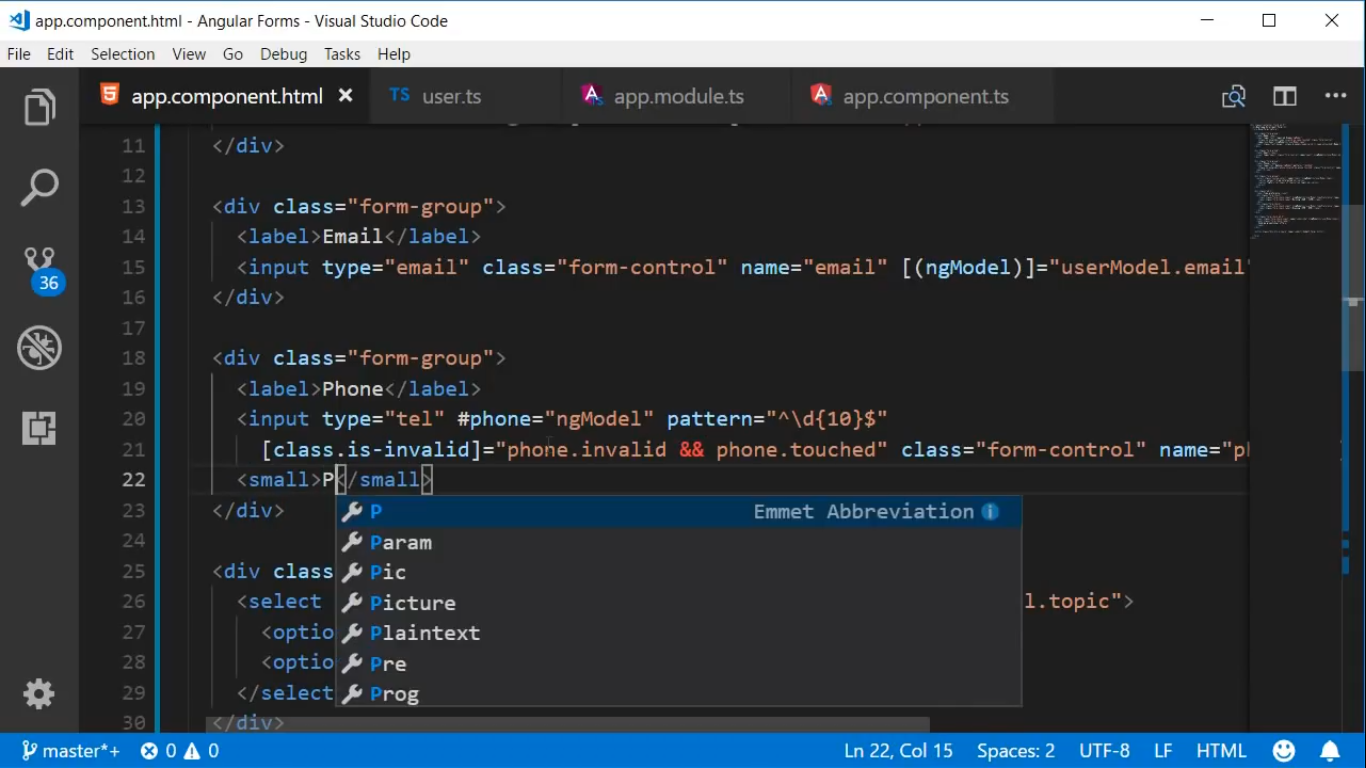 app.component.html - Angular Forms - Visual Studio Code
File Edit Selection View Go Debug Tasks Help
app.component.html TS user.ts app.module.ts app.component.ts
11 </div>
12
13 <div class="form-group">
14 <label>Email</label>
15 <input type="email" class="form-control" name="email" [(ngModel)]="userModel.email"
16 </div>
17
18 <div class="form-group">
19 <label>Phone</label>
20 <input type="tel" #phone="ngModel" pattern="^\d{10}$"
21 [class.is-invalid]="phone.invalid && phone.touched" class="form-control" name="ph
22 <small>P</small>
23 </div>
P Emmet Abbreviation
24
Param
25 <div class
Pic
26 <select l.topic">
Picture
27 <optio
Plaintext
28 <optio
Pre
29 </select
Prog
30 </div>
36
master*+ 0 0 Ln 22, Col 15 Spaces: 2 UTF-8 LF HTML